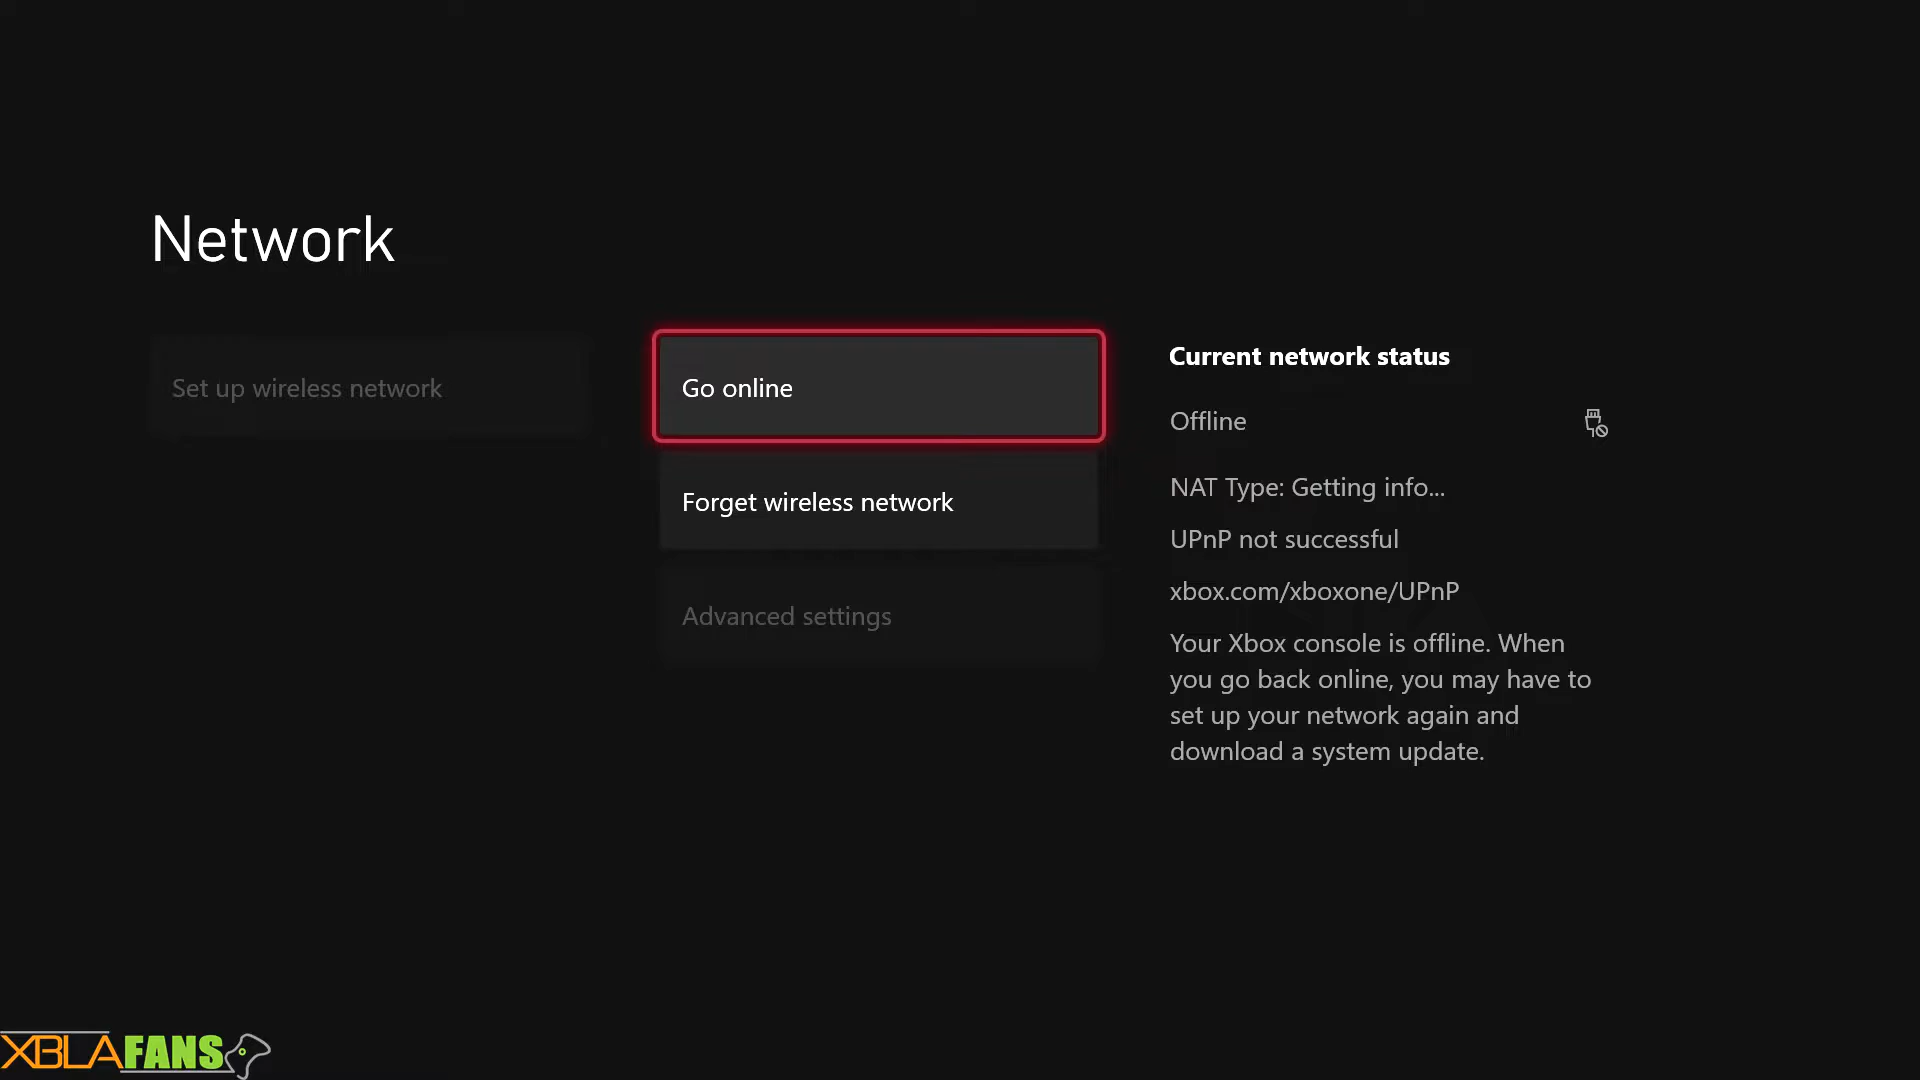 Network
Set up wireless network
Go online
Forget wireless network
Advanced settings
Current network status
Offline
NAT Type: Getting info...
UPnP not successful
xbox.com/xboxone/UPnP
Your Xbox console is offline. When
you go back online, you may have to
set up your network again and
download a system update.
XBLAFANS